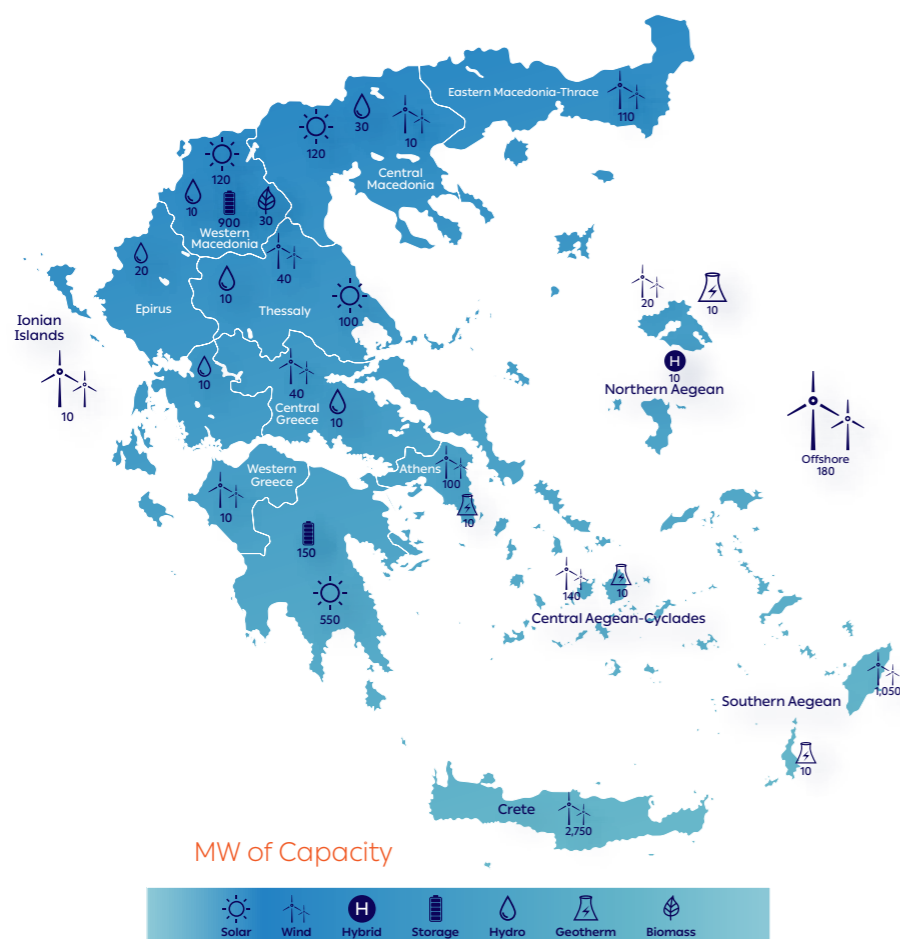 Eastern Macedonia-Thrace
110
30
120
10
Central
Macedonia
120
10
900
30
Western
Macedonia
20
Epirus
40
10
Thessaly
100
Ionian
Islands
10
10
40
Central
Greece
10
20
10
H
10
Northern Aegean
Offshore
180
Western
Greece
10
Athens
100
10
150
550
140
10
Central Aegean-Cyclades
1,050
Southern Aegean
10
Crete
2,750
MW of Capacity
H
Solar
Wind
Hybrid
Storage
Hydro
Geotherm
Biomass